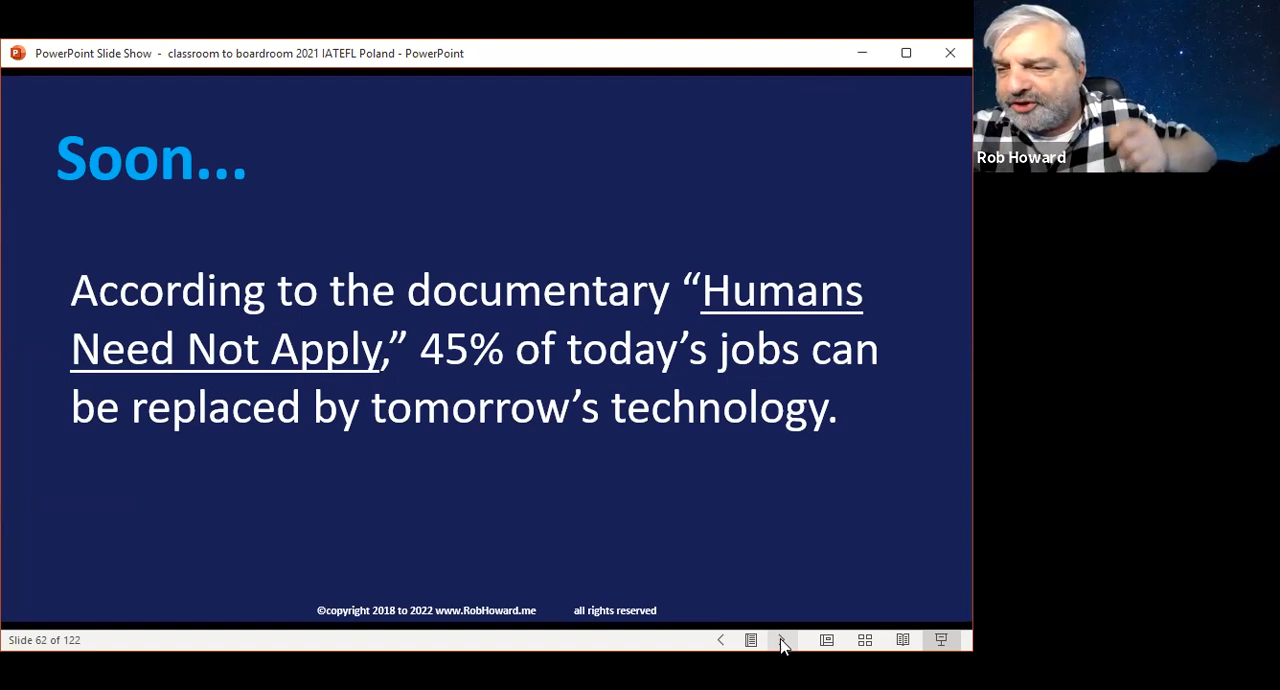 PowerPoint Slide Show - classroom to boardroom 2021 IATEFL Poland - PowerPoint
Rob Howard
Soon...
According to the documentary “Humans
Need Not Apply,” 45% of today’s jobs can
be replaced by tomorrow’s technology.
©copyright 2018 to 2022 www.RobHoward.me all rights reserved
Slide 62 of 122